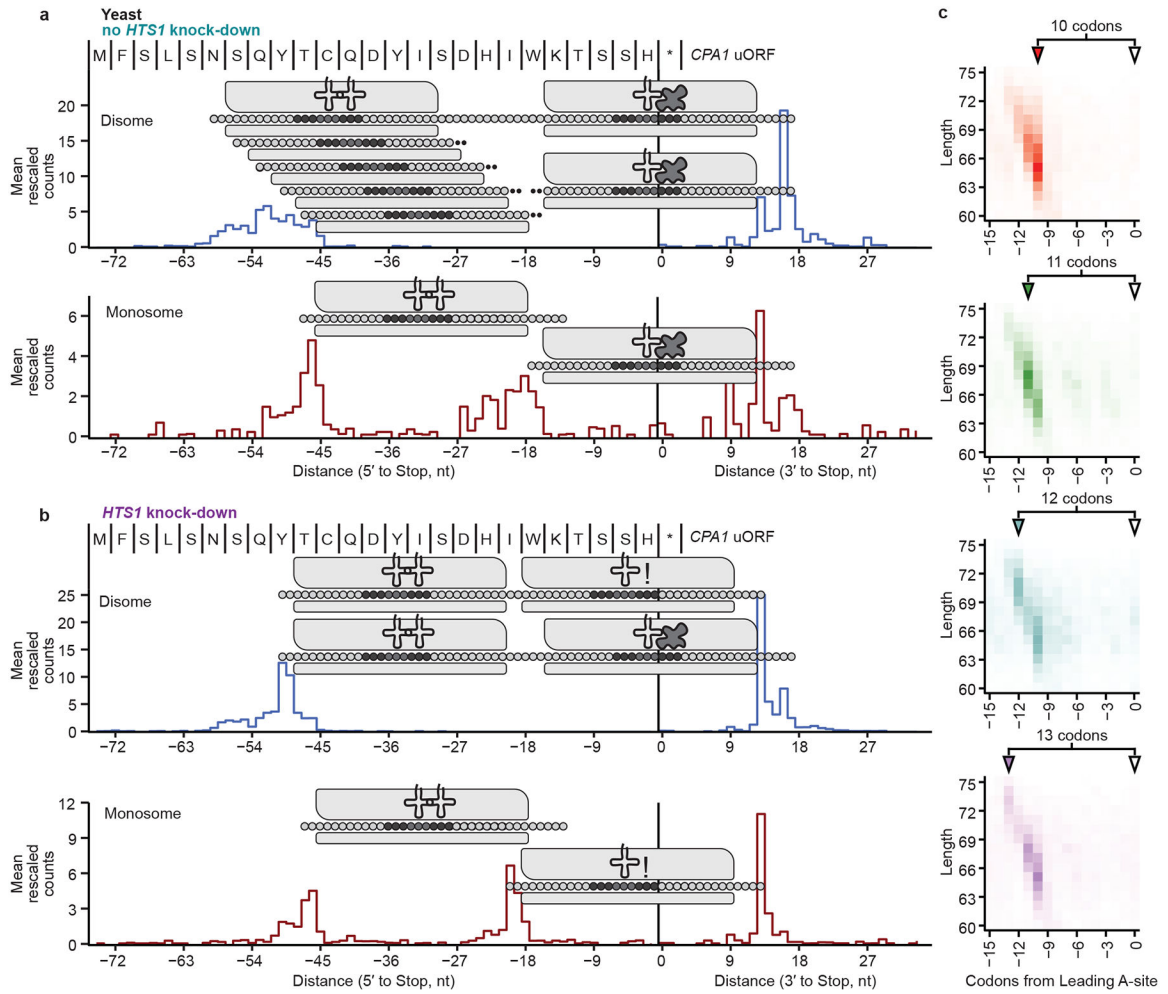 a
Yeast
no HTS1 knock-down
M F S L S N S Q Y T C Q D Y I S D H I W K T S S H * CPA1 uORF
Disome
Mean rescaled counts
20
15
10
5
0
−72 −63 −54 −45 −36 −27 −18 −9 0 9 18 27
Monosome
Mean rescaled counts
6
4
2
0
−72 −63 −54 −45 −36 −27 −18 −9 0 9 18 27
Distance (5′ to Stop, nt) Distance (3′ to Stop, nt)
b
HTS1 knock-down
M F S L S N S Q Y T C Q D Y I S D H I W K T S S H * CPA1 uORF
!
Disome
Mean rescaled counts
25
20
15
10
5
0
−72 −63 −54 −45 −36 −27 −18 −9 0 9 18 27
Monosome
!
Mean rescaled counts
12
9
6
3
0
−72 −63 −54 −45 −36 −27 −18 −9 0 9 18 27
Distance (5′ to Stop, nt) Distance (3′ to Stop, nt)
c
10 codons
Length
75
72
69
66
63
60
−15 −12 −9 −6 −3 0
11 codons
Length
75
72
69
66
63
60
−15 −12 −9 −6 −3 0
12 codons
Length
75
72
69
66
63
60
−15 −12 −9 −6 −3 0
13 codons
Length
75
72
69
66
63
60
−15 −12 −9 −6 −3 0
Codons from Leading A-site